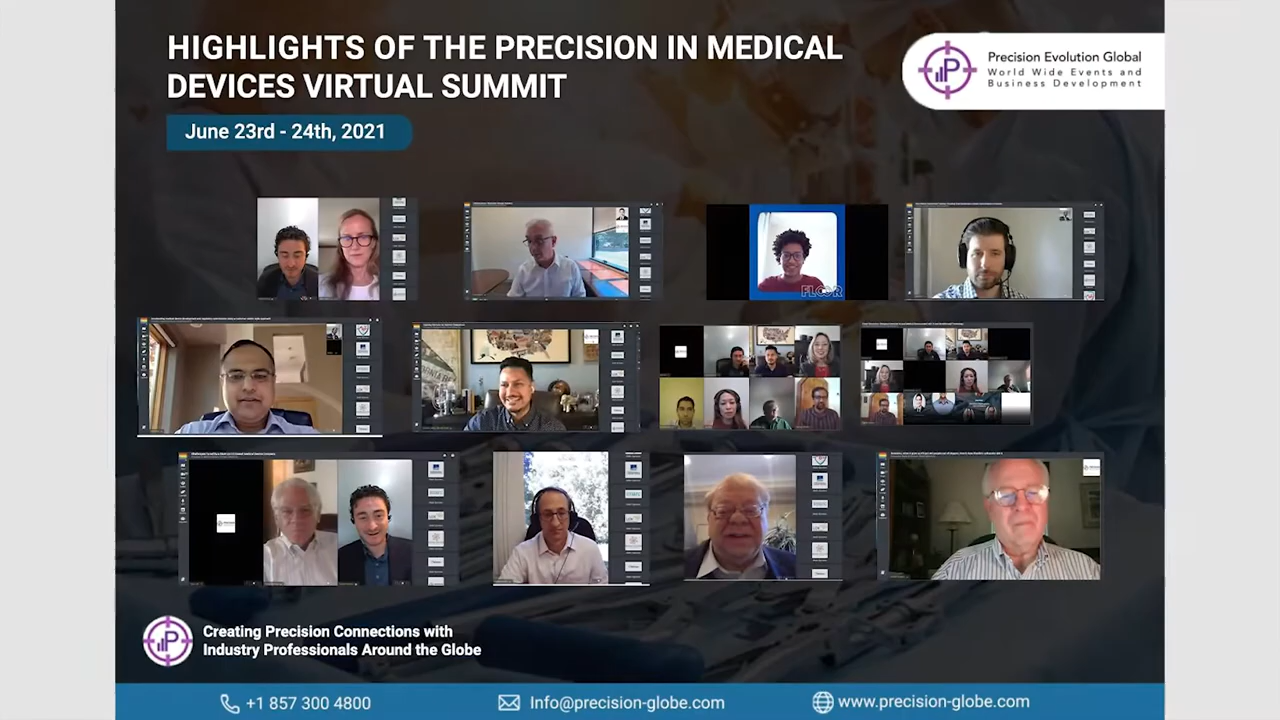 HIGHLIGHTS OF THE PRECISION IN MEDICAL
DEVICES VIRTUAL SUMMIT
June 23rd - 24th, 2021
P
Precision Evolution Global
World Wide Events and
Business Development
FLOOR
P
Creating Precision Connections with
Industry Professionals Around the Globe
+1 857 300 4800
Info@precision-globe.com
www.precision-globe.com